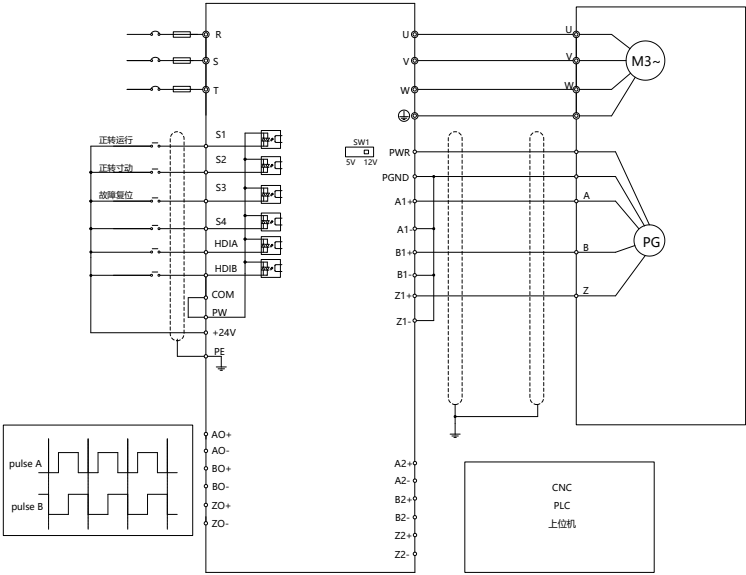 R
S
T
正转运行
正转寸动
故障复位
S1
S2
S3
S4
HDIA
HDIB
COM
PW
+24V
PE
AO+
AO-
BO+
BO-
ZO+
ZO-
pulse A
pulse B
SW1
5V 12V
U
V
W
PWR
PGND
A1+
A1-
B1+
B1-
Z1+
Z1-
A2+
A2-
B2+
B2-
Z2+
Z2-
U
V
W
M3~
A
B
Z
PG
CNC
PLC
上位机